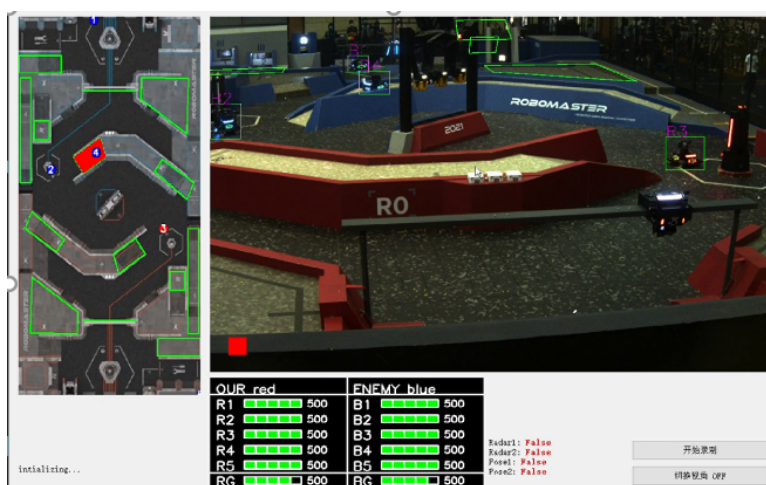 1
4
2
3
ROBOMASTER
2021
R3
R0
OUR red
R1 500
R2 500
R3 500
R4 500
R5 500
RG 500
ENEMY blue
B1 500
B2 500
B3 500
B4 500
B5 500
BG 500
Radar1: False
Radar2: False
Pose1: False
Pose2: False
开始录制
切换视角 OFF
intializing...